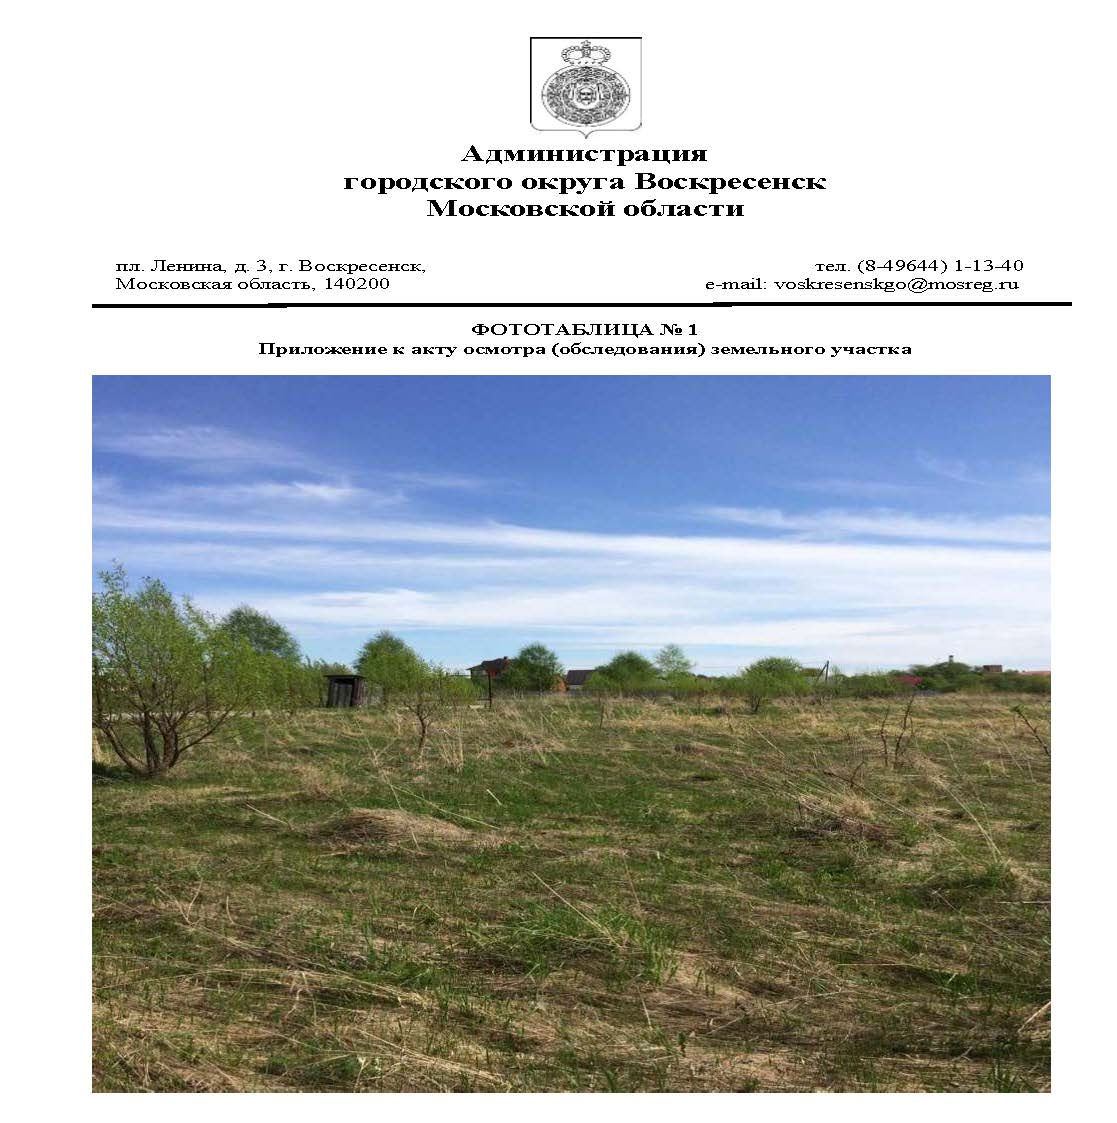 Администрация
городского округа Воскресенск
Московской области
пл. Ленина, д. 3, г. Воскресенск,
тел. (8-49644) 1-13-40
Московская область, 140200
e-mail: voskresenskgo@mosreg.ru
ФОТОТАБЛИЦА № 1
Приложение к акту осмотра (обследования) земельного участка